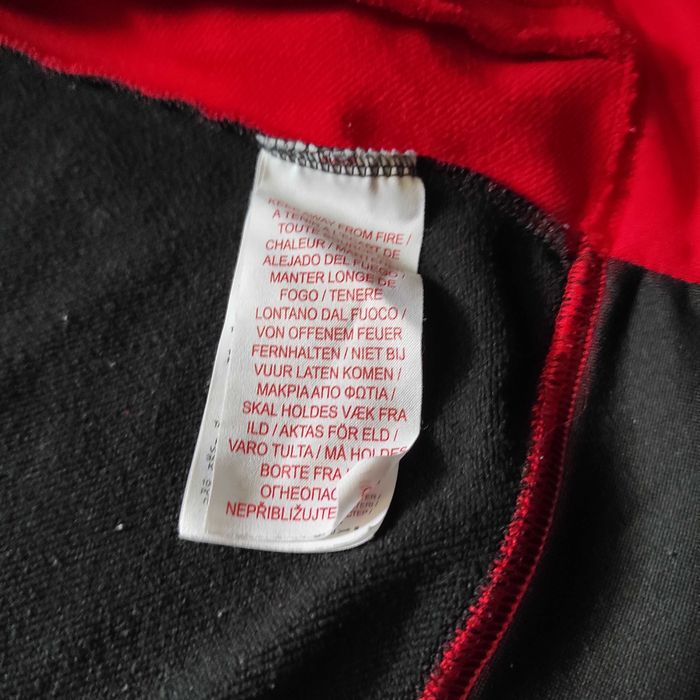 KEEP AWAY FROM FIRE /
A TENIR
TOUTE
CHALEUR /
ALEJADO DEL FUEGO /
MANTER LONGE DE
FOGO / TENERE
LONTANO DAL FUOCO /
VON OFFENEM FEUER
FERNHALTEN / NIET BIJ
VUUR LATEN KOMEN /
ΜΑΚΡΙΑ ΑΠΟ ΦΩΤΙΑ /
SKAL HOLDES VÆK FRA
ILD / AKTAS FÖR ELD /
VARO TULTA / MÅ HOLDES
BORTE FRA
ОГНЕОПАС
NEPŘIBLIŽUJTE